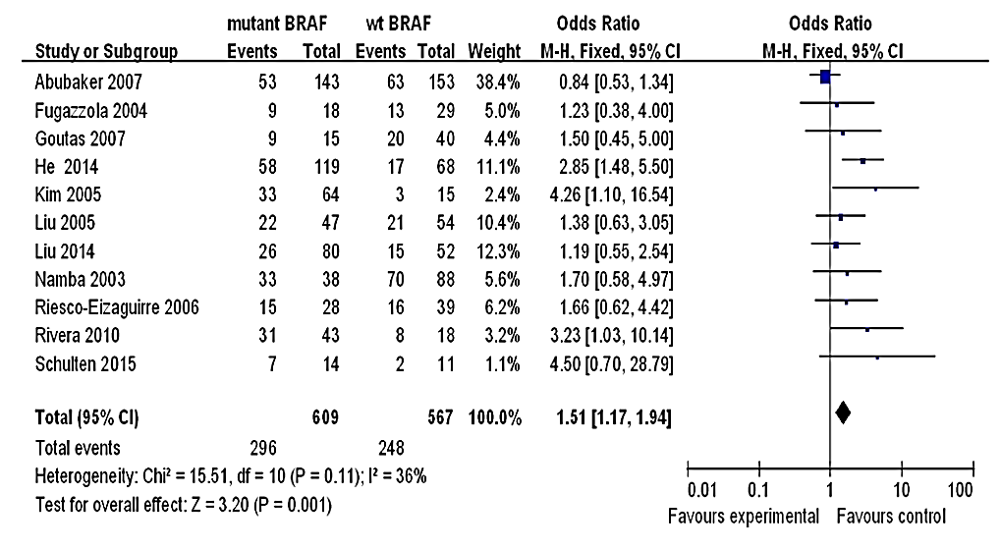 mutant BRAF wt BRAF Odds Ratio Odds Ratio
Study or Subgroup Events Total Events Total Weight M-H, Fixed, 95% CI M-H, Fixed, 95% CI
Abubaker 2007 53 143 63 153 38.4% 0.84 [0.53, 1.34]
Fugazzola 2004 9 18 13 29 5.0% 1.23 [0.38, 4.00]
Goutas 2007 9 15 20 40 4.9% 1.50 [0.45, 5.00]
He 2014 58 119 17 68 11.1% 2.85 [1.48, 5.50]
Kim 2005 33 64 3 15 2.4% 4.26 [1.10, 16.54]
Liu 2005 22 47 21 54 10.4% 1.38 [0.63, 3.05]
Liu 2014 26 80 15 52 12.3% 1.19 [0.55, 2.54]
Namba 2003 33 38 70 88 5.6% 1.70 [0.58, 4.97]
Riesco-Eizaguirre 2006 15 28 16 39 6.2% 1.66 [0.62, 4.42]
Rivera 2010 31 43 8 18 3.2% 3.23 [1.03, 10.14]
Schulten 2015 7 14 2 11 1.1% 4.50 [0.70, 28.79]
Total (95% CI) 609 567 100.0% 1.51 [1.17, 1.94]
Total events 296 248
Heterogeneity: Chi² = 15.51, df = 10 (P = 0.11); I² = 36%
Test for overall effect: Z = 3.20 (P = 0.001)
0.01 0.1 1 10 100
Favours experimental Favours control